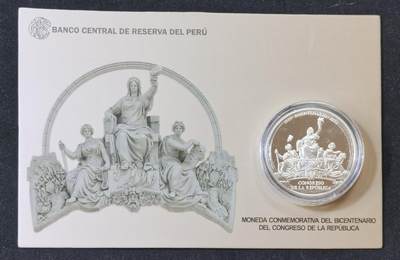 BANCO CENTRAL DE RESERVA DEL PERÚ
CONGRESO
DE LA REPÚBLICA
MONEDA CONMEMORATIVA DEL BICENTENARIO
DEL CONGRESO DE LA REPÚBLICA